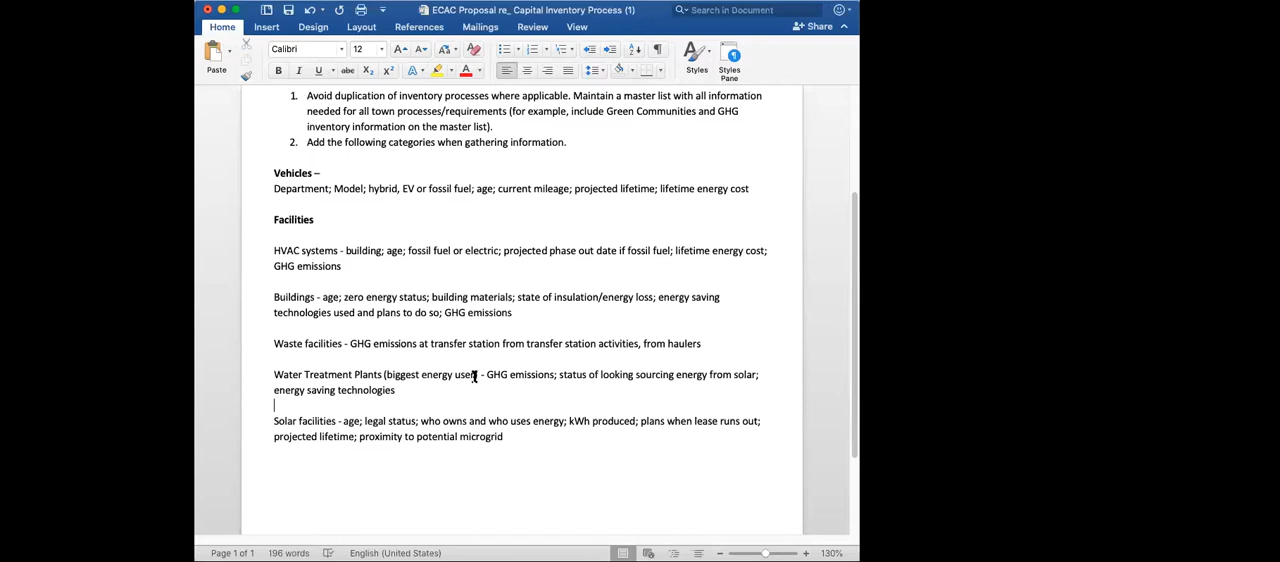 ECAC Proposal re_ Capital Inventory Process (1)
Search in Document
Home Insert Design Layout References Mailings Review View
Share
Paste
Calibri 12
B I U abc X₂ X² A A
Styles
Styles Pane
1. Avoid duplication of inventory processes where applicable. Maintain a master list with all information
needed for all town processes/requirements (for example, include Green Communities and GHG
inventory information on the master list).
2. Add the following categories when gathering information.
Vehicles –
Department; Model; hybrid, EV or fossil fuel; age; current mileage; projected lifetime; lifetime energy cost
Facilities
HVAC systems - building; age; fossil fuel or electric; projected phase out date if fossil fuel; lifetime energy cost;
GHG emissions
Buildings - age; zero energy status; building materials; state of insulation/energy loss; energy saving
technologies used and plans to do so; GHG emissions
Waste facilities - GHG emissions at transfer station from transfer station activities, from haulers
Water Treatment Plants (biggest energy - GHG emissions; status of looking sourcing energy from solar;
energy saving technologies
Solar facilities - age; legal status; who owns and who uses energy; kWh produced; plans when lease runs out;
projected lifetime; proximity to potential microgrid
Page 1 of 1 196 words English (United States) 130%